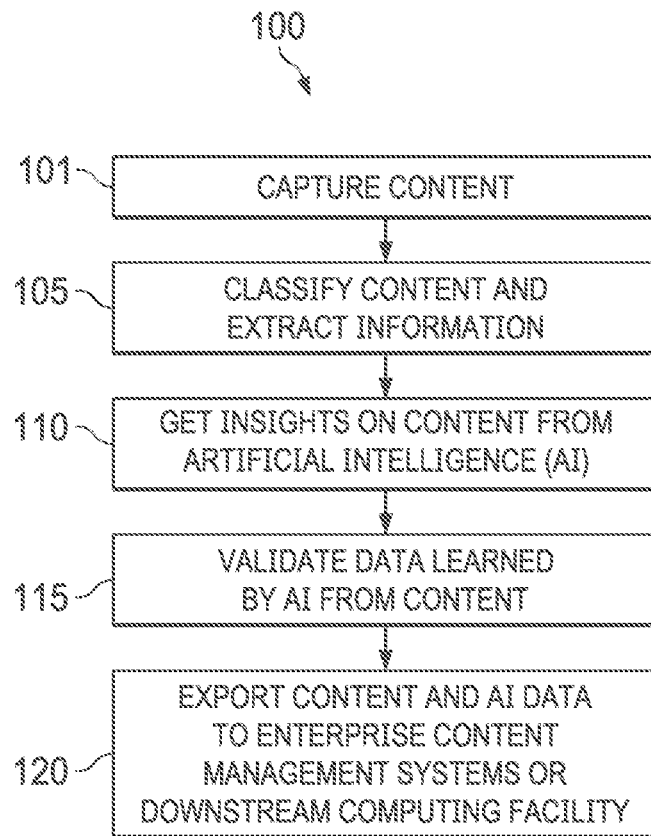 100
101
CAPTURE CONTENT
105
CLASSIFY CONTENT AND
EXTRACT INFORMATION
110
GET INSIGHTS ON CONTENT FROM
ARTIFICIAL INTELLIGENCE (AI)
115
VALIDATE DATA LEARNED
BY AI FROM CONTENT
120
EXPORT CONTENT AND AI DATA
TO ENTERPRISE CONTENT
MANAGEMENT SYSTEMS OR
DOWNSTREAM COMPUTING FACILITY